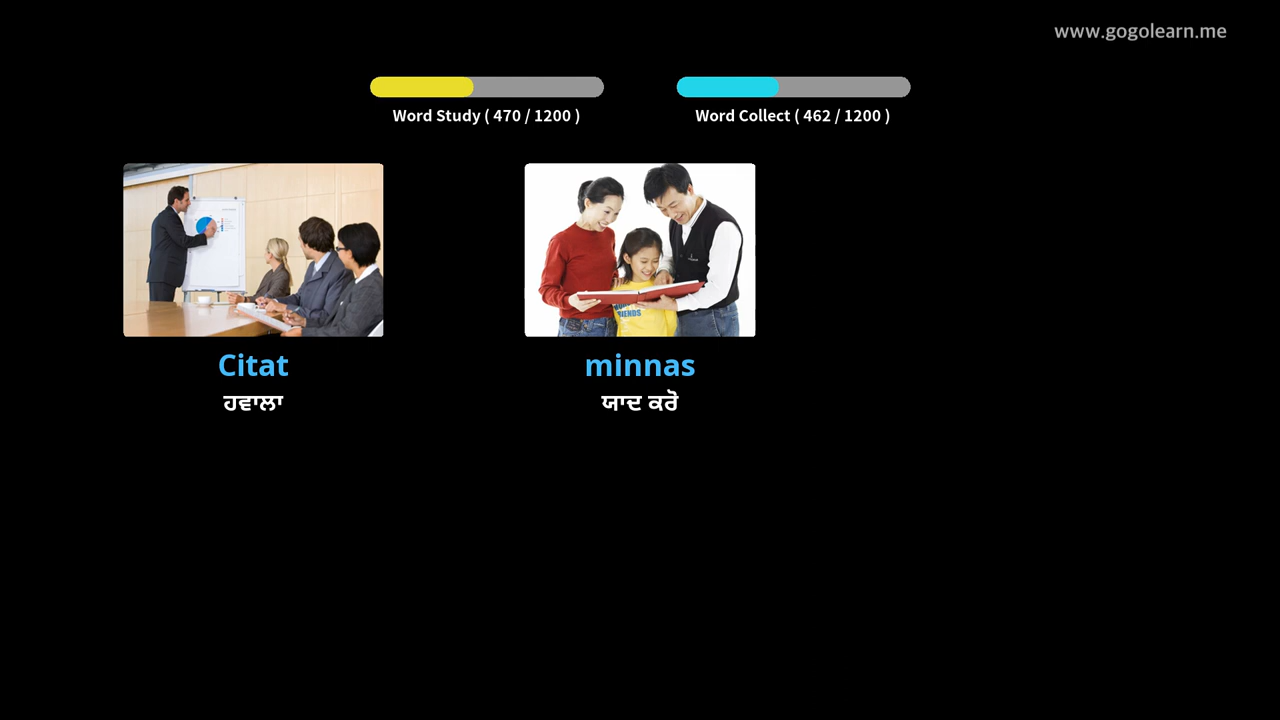 www.gogolearn.me
Word Study ( 470 / 1200 )
Word Collect ( 462 / 1200 )
Citat
ਹਵਾਲਾ
minnas
ਯਾਦ ਕਰੋ